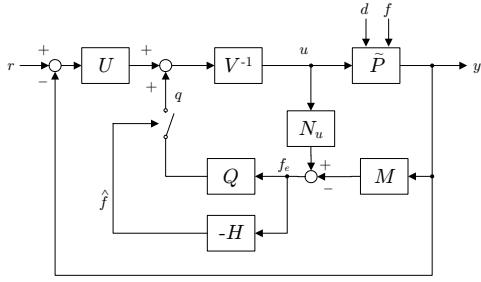 d f
r + − U + + V⁻¹ u P̃ y
q
N_u
f̂ Q f_e + − M
-H